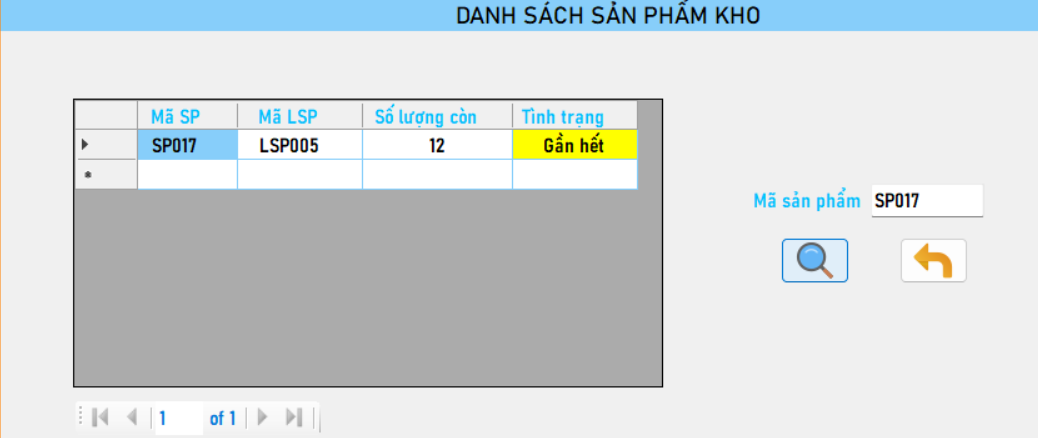 DANH SÁCH SẢN PHẨM KHO
Mã SP Mã LSP Số lượng còn Tình trạng
SP017 LSP005 12 Gần hết
Mã sản phẩm SP017
1 of 1